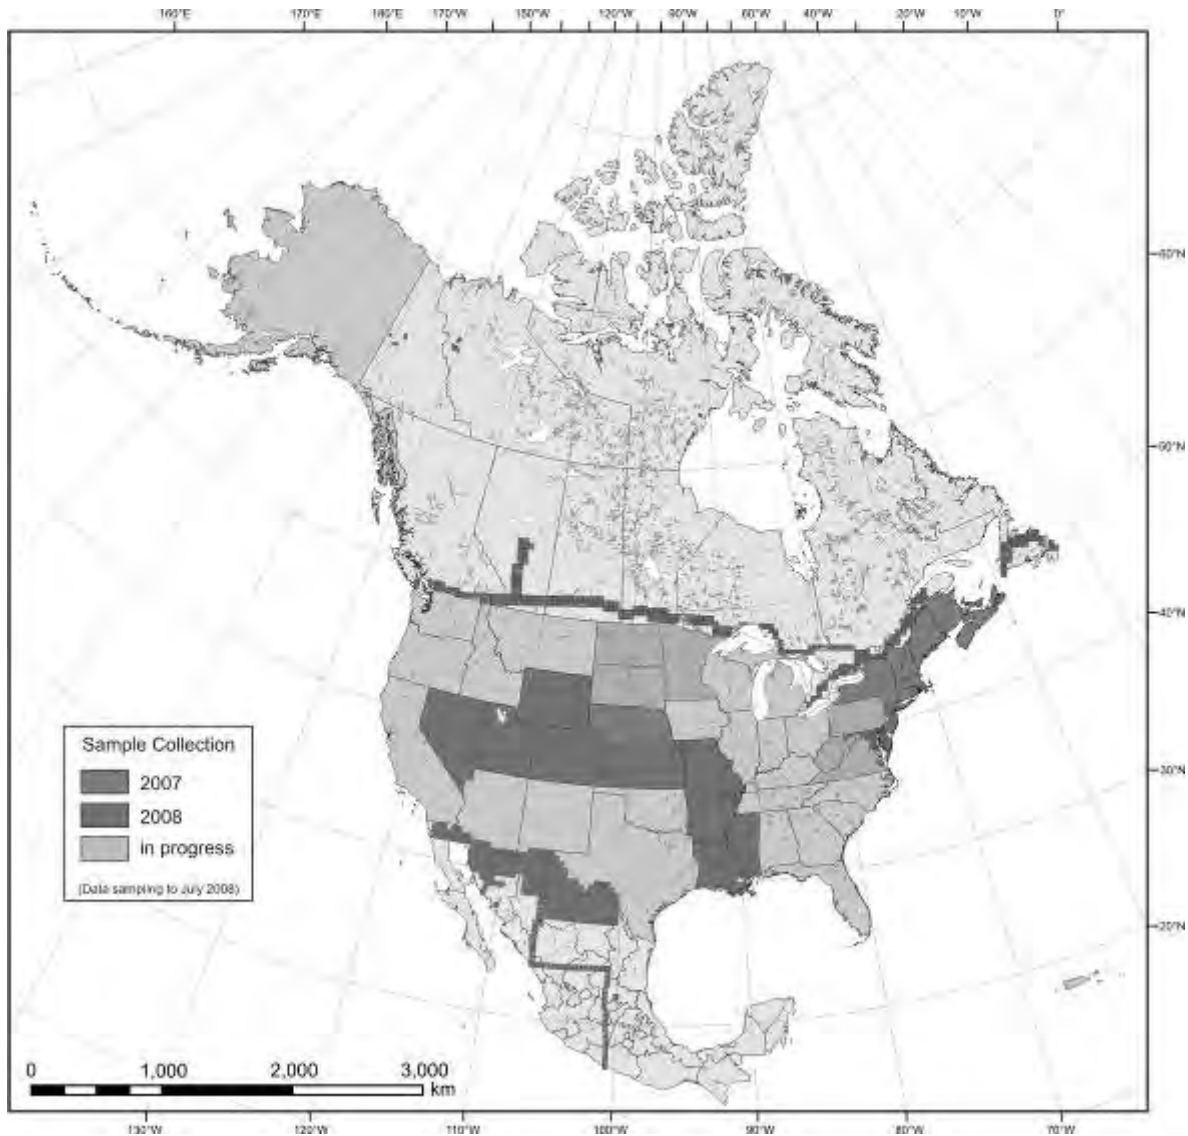 160°E 170°E 180°E 170°W 150°W 130°W 90°W 60°W 40°W 20°W 10°W 0°
60°N
50°N
40°N
30°N
20°N
Sample Collection
2007
2008
in progress
(Data sampling to July 2008)
0 1,000 2,000 3,000
km
130°W 120°W 110°W 100°W 90°W 80°W 70°W